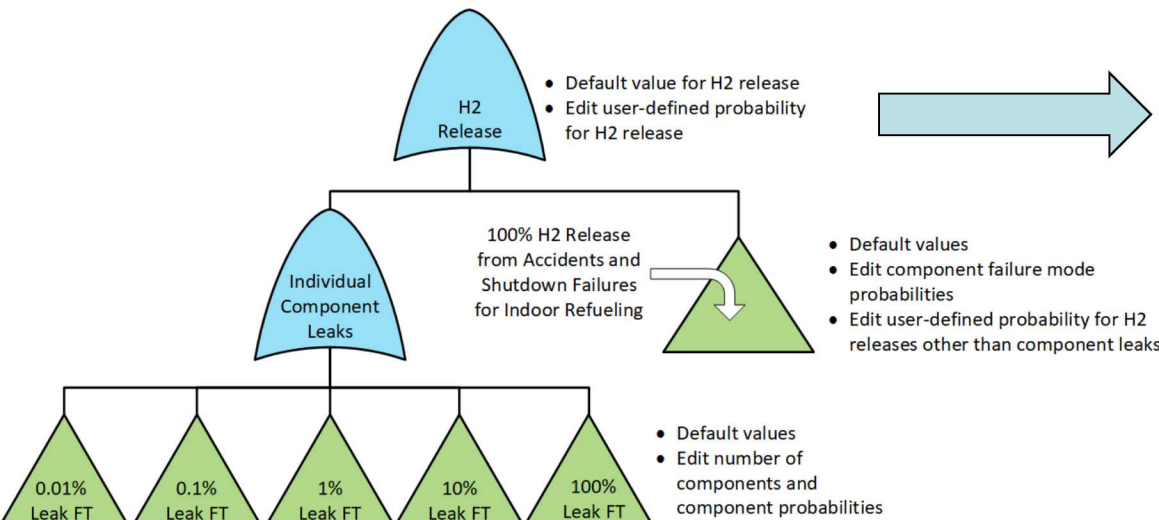 H2
Release
• Default value for H2 release
• Edit user-defined probability
for H2 release
100% H2 Release
from Accidents and
Shutdown Failures
for Indoor Refueling
• Default values
• Edit component failure mode
probabilities
• Edit user-defined probability for H2
releases other than component leaks
Individual
Component
Leaks
• Default values
• Edit number of
components and
component probabilities
0.01%
Leak FT
0.1%
Leak FT
1%
Leak FT
10%
Leak FT
100%
Leak FT